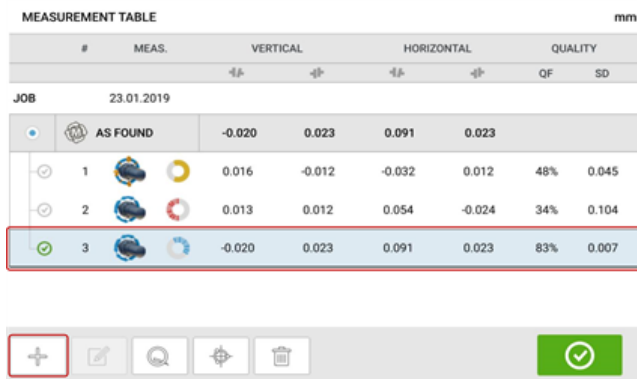 MEASUREMENT TABLE mm
# MEAS. VERTICAL HORIZONTAL QUALITY
QF SD
JOB 23.01.2019
AS FOUND -0.020 0.023 0.091 0.023
1 0.016 -0.012 -0.032 0.012 48% 0.045
2 0.013 0.012 0.054 -0.024 34% 0.104
3 -0.020 0.023 0.091 0.023 83% 0.007